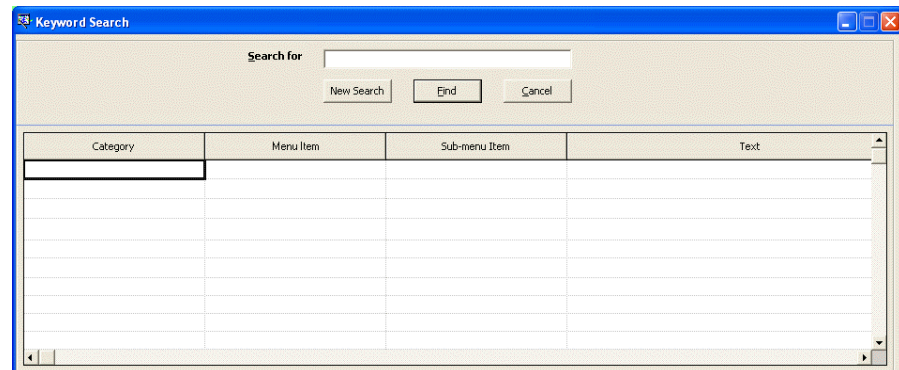 Keyword Search
Search for
New Search Find Cancel
Category Menu Item Sub-menu Item Text